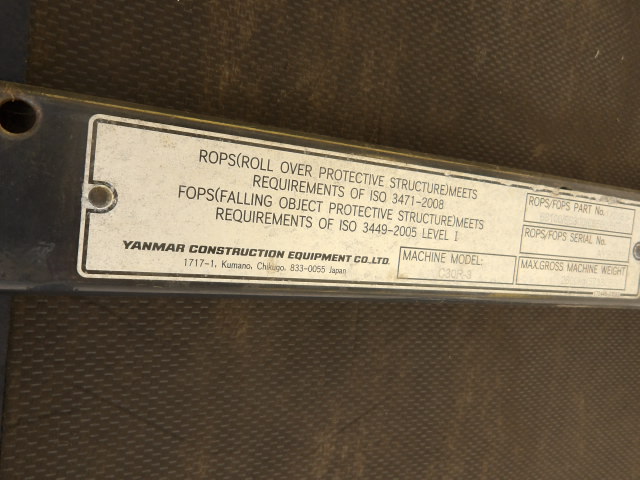 ROPS(ROLL OVER PROTECTIVE STRUCTURE)MEETS
REQUIREMENTS OF ISO 3471-2008
FOPS(FALLING OBJECT PROTECTIVE STRUCTURE)MEETS
REQUIREMENTS OF ISO 3449-2005 LEVEL I
YANMAR CONSTRUCTION EQUIPMENT CO.,LTD.
1717-1, Kumano, Chikugo, 833-0055 Japan
MACHINE MODEL:
C30R-3
ROPS/FOPS PART No.
ROPS/FOPS SERIAL No.
MAX.GROSS MACHINE WEIGHT